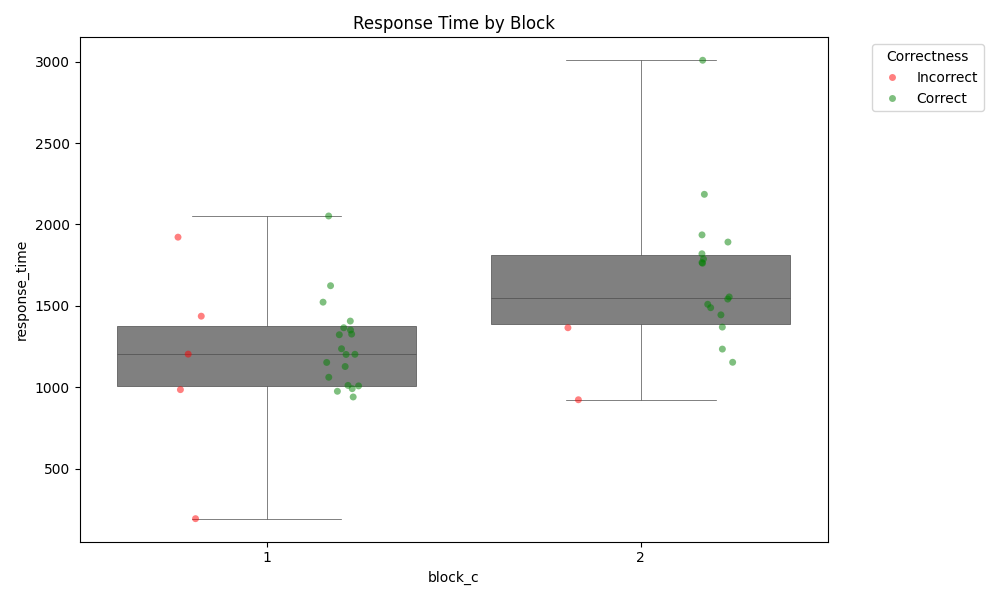 Response Time by Block
Correctness
Incorrect
Correct
3000
2500
2000
1500
1000
500
response_time
1
2
block_c